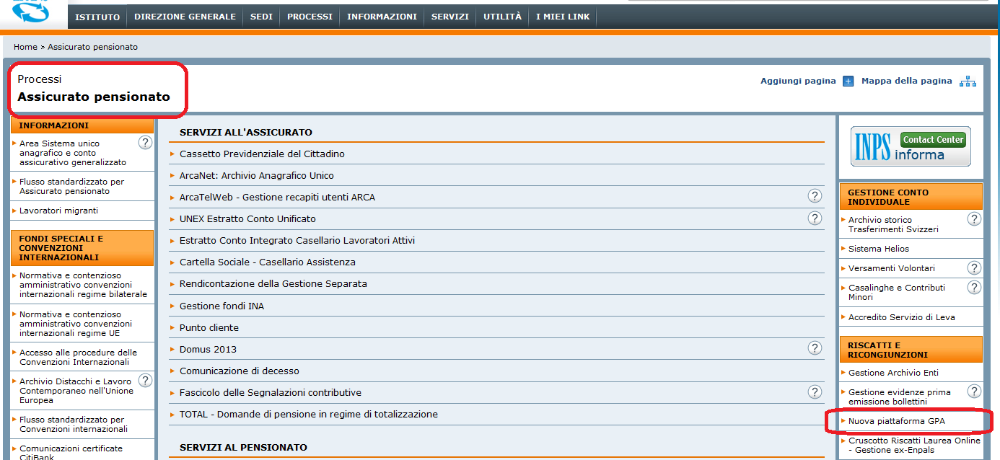 ISTITUTO DIREZIONE GENERALE SEDI PROCESSI INFORMAZIONI SERVIZI UTILITÀ I MIEI LINK
Home > Assicurato pensionato
Processi
Assicurato pensionato
Aggiungi pagina Mappa della pagina
INFORMAZIONI
Area Sistema unico
anagrafico e conto
assicurativo generalizzato
?
Flusso standardizzato per
Assicurato pensionato
Lavoratori migranti
FONDI SPECIALI E
CONVENZIONI
INTERNAZIONALI
Normativa e contenzioso
amministrativo convenzioni
internazionali regime bilaterale
Normativa e contenzioso
amministrativo convenzioni
internazionali regime UE
Accesso alle procedure delle
Convenzioni Internazionali
Archivio Distacchi e Lavoro
Contemporaneo nell'Unione
Europea
?
Flusso standardizzato per
Convenzioni internazionali
Comunicazioni certificate
CitiBank
SERVIZI ALL'ASSICURATO
Cassetto Previdenziale del Cittadino
ArcaNet: Archivio Anagrafico Unico
ArcaTelWeb - Gestione recapiti utenti ARCA ?
UNEX Estratto Conto Unificato ?
Estratto Conto Integrato Casellario Lavoratori Attivi
Cartella Sociale - Casellario Assistenza
Rendicontazione della Gestione Separata
Gestione fondi INA
Punto cliente
Domus 2013 ?
Comunicazione di decesso
Fascicolo delle Segnalazioni contributive ?
TOTAL - Domande di pensione in regime di totalizzazione
SERVIZI AL PENSIONATO
INPS Contact Center
informa
GESTIONE CONTO
INDIVIDUALE
Archivio storico
Trasferimenti Svizzeri
?
Sistema Helios
Versamenti Volontari ?
Casalinghe e Contributi
Minori
?
Accredito Servizio di Leva
RISCATTI E
RICONGIUNZIONI
Gestione Archivio Enti
Gestione evidenze prima
emissione bollettini
?
Nuova piattaforma GPA
Cruscotto Riscatti Laurea Online
- Gestione ex-Enpals